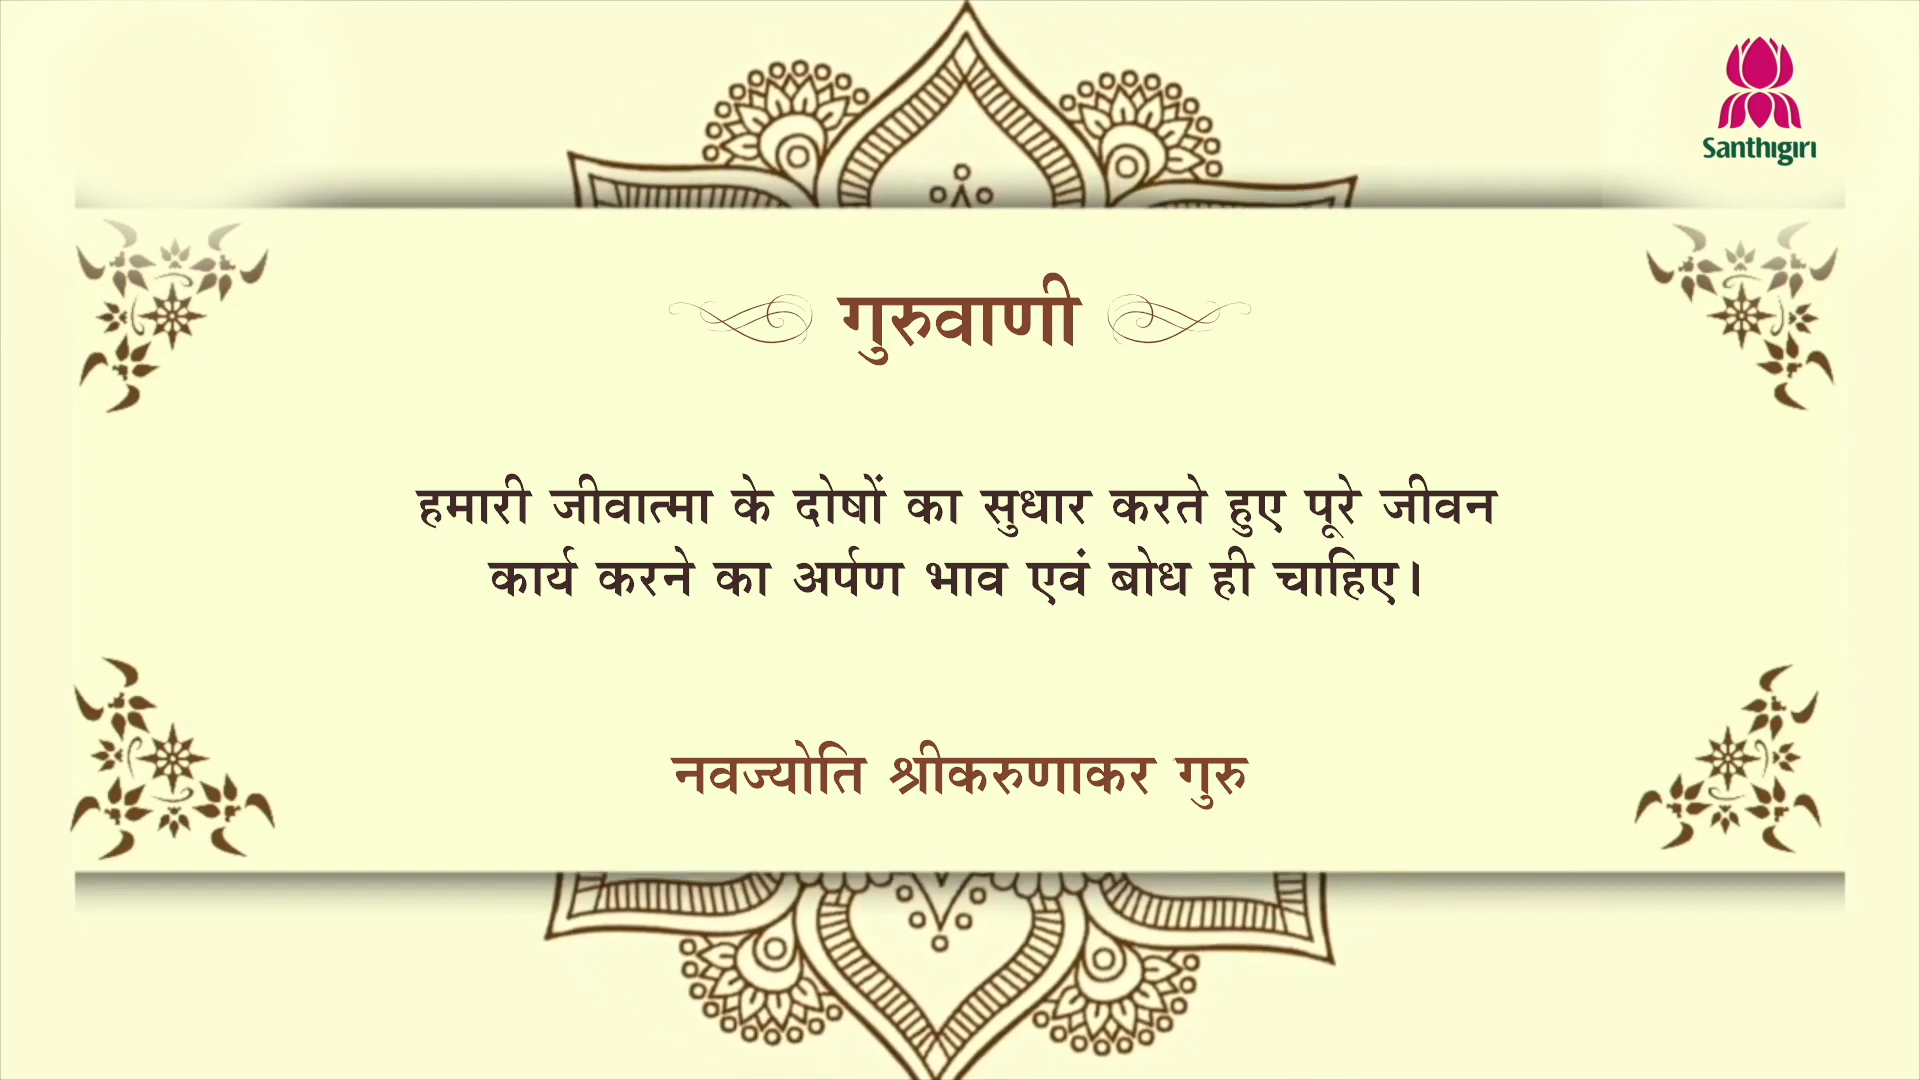 Santhigiri
गुरुवाणी
हमारी जीवात्मा के दोषों का सुधार करते हुए पूरे जीवन
कार्य करने का अर्पण भाव एवं बोध ही चाहिए।
नवज्योति श्रीकरुणाकर गुरु